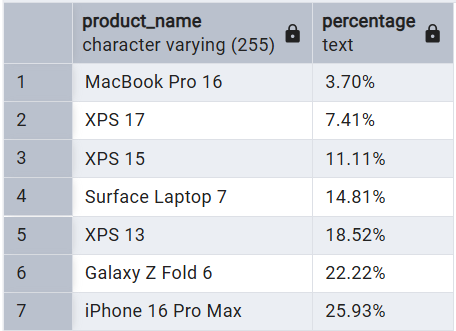 product_name percentage
character varying (255) text
1 MacBook Pro 16 3.70%
2 XPS 17 7.41%
3 XPS 15 11.11%
4 Surface Laptop 7 14.81%
5 XPS 13 18.52%
6 Galaxy Z Fold 6 22.22%
7 iPhone 16 Pro Max 25.93%